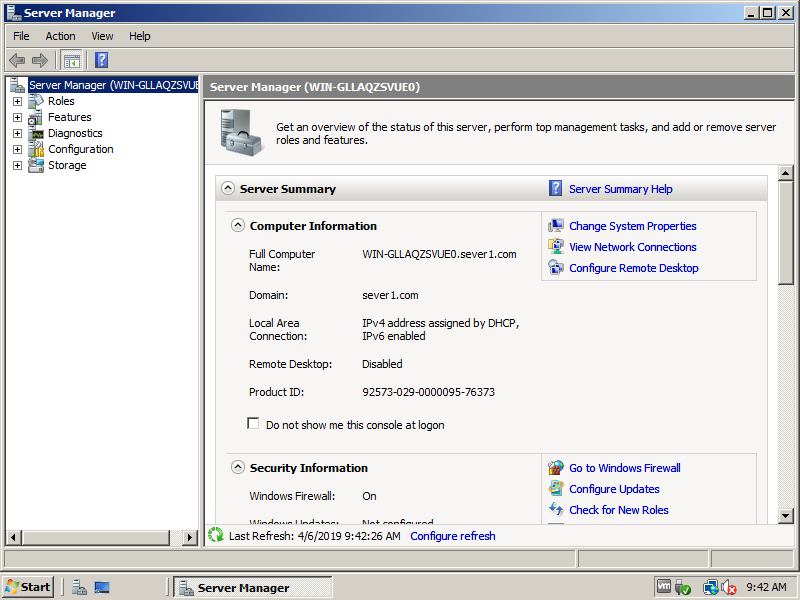 Server Manager
File Action View Help
Server Manager (WIN-GLLAQZSVUE
Roles
Features
Diagnostics
Configuration
Storage
Server Manager (WIN-GLLAQZSVUE0)
Get an overview of the status of this server, perform top management tasks, and add or remove server
roles and features.
Server Summary
Server Summary Help
Computer Information
Full Computer
Name:
WIN-GLLAQZSVUE0.sever1.com
Domain:
sever1.com
Local Area
Connection:
IPv4 address assigned by DHCP,
IPv6 enabled
Remote Desktop:
Disabled
Product ID:
92573-029-0000095-76373
Do not show me this console at logon
Change System Properties
View Network Connections
Configure Remote Desktop
Security Information
Windows Firewall:
On
Windows Updates:
Not configured
Go to Windows Firewall
Configure Updates
Check for New Roles
Last Refresh: 4/6/2019 9:42:26 AM Configure refresh
Start
Server Manager
vm
9:42 AM